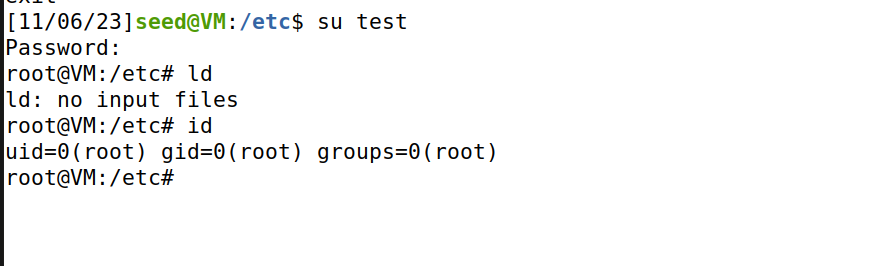 exit
[11/06/23]seed@VM:/etc$ su test
Password:
root@VM:/etc# ld
ld: no input files
root@VM:/etc# id
uid=0(root) gid=0(root) groups=0(root)
root@VM:/etc#